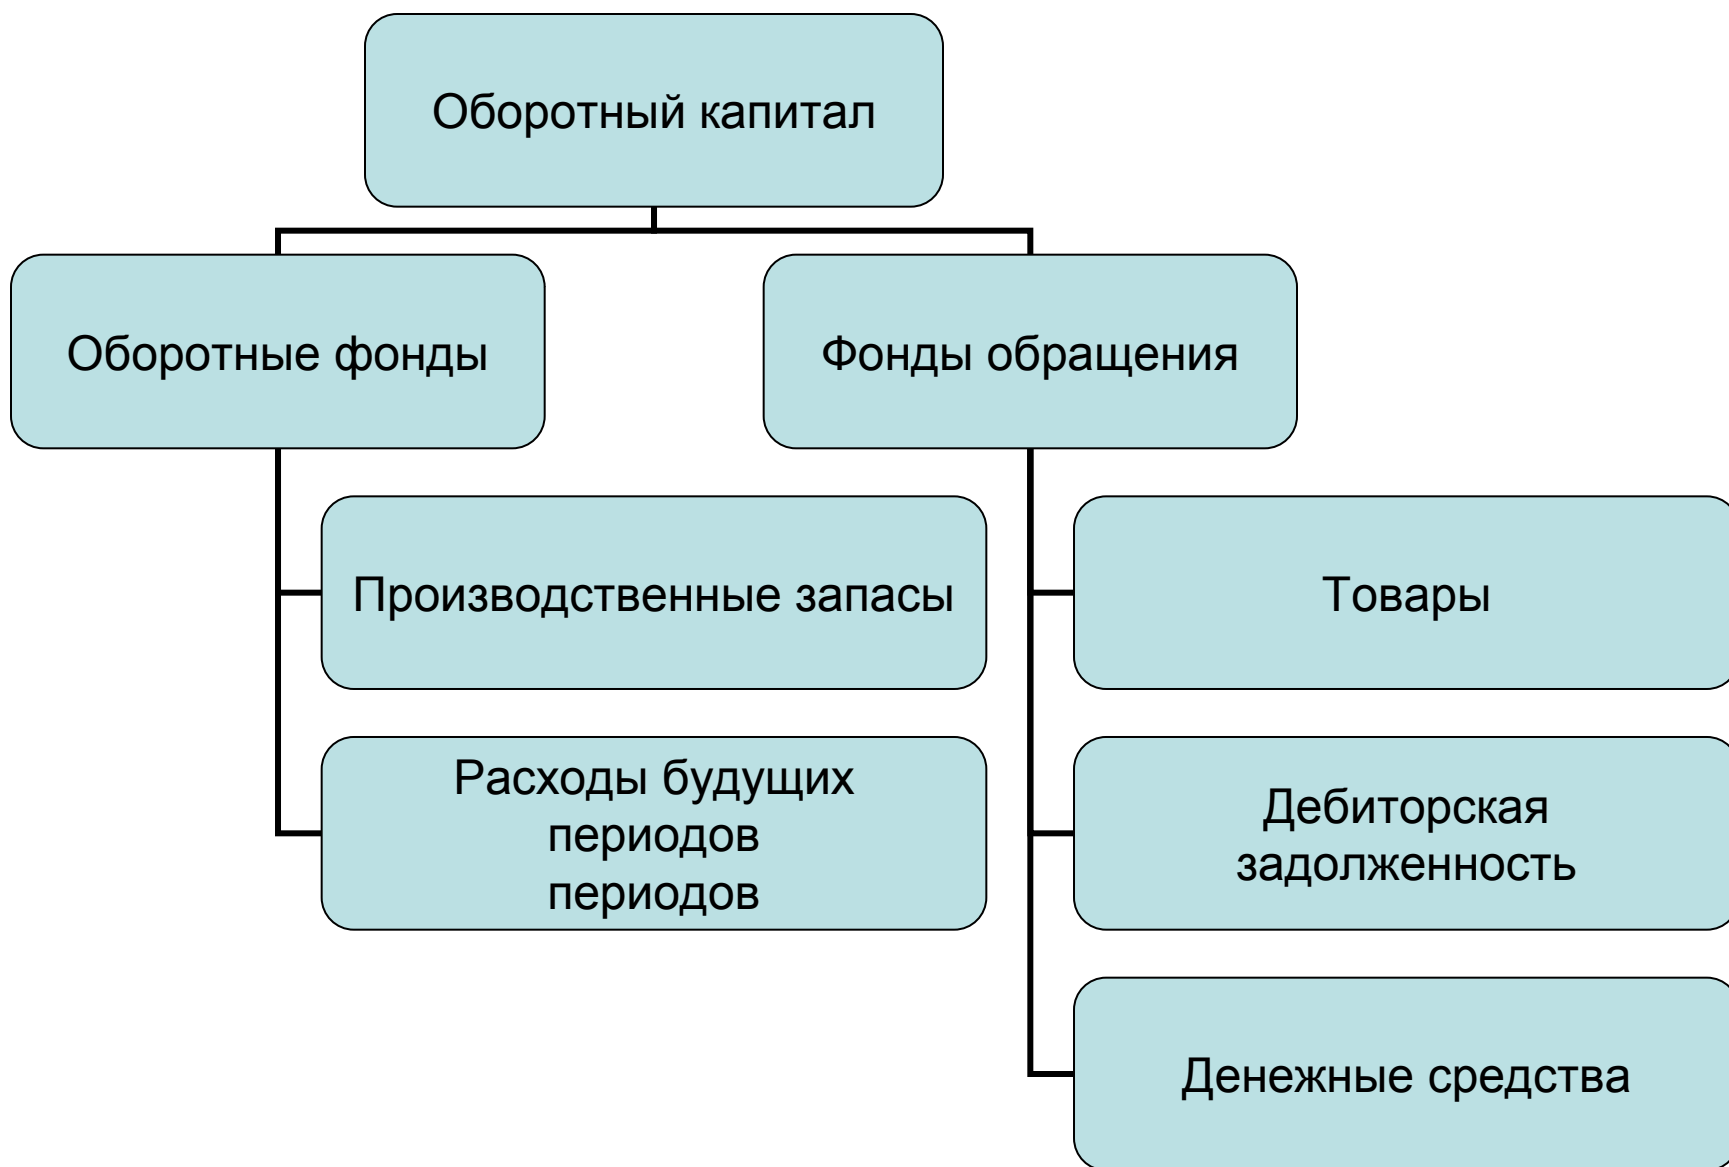 Оборотный капитал
Оборотные фонды
Фонды обращения
Производственные запасы
Товары
Расходы будущих
периодов
периодов
Дебиторская
задолженность
Денежные средства